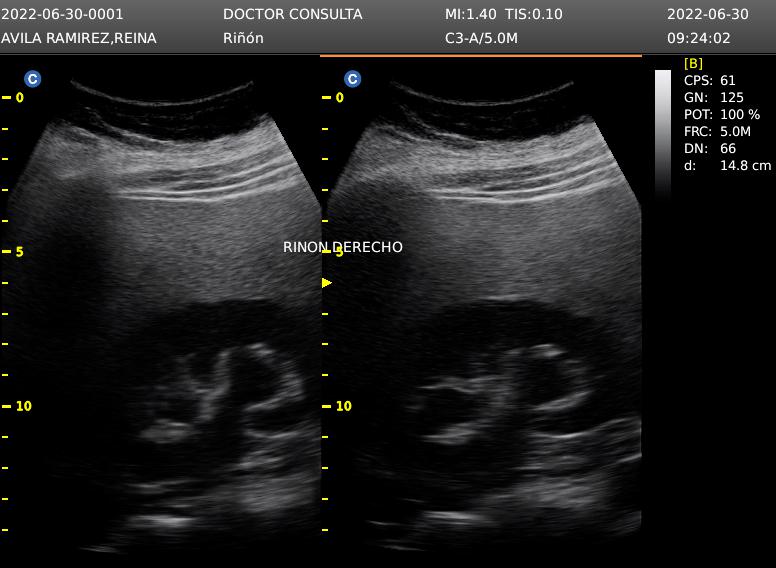 2022-06-30-0001 DOCTOR CONSULTA MI:1.40 TIS:0.10 2022-06-30
AVILA RAMIREZ,REINA Riñón C3-A/5.0M 09:24:02
[B]
C C
0 0
CPS: 61
GN: 125
POT: 100 %
FRC: 5.0M
DN: 66
d: 14.8 cm
RINON DERECHO
5 5
10 10